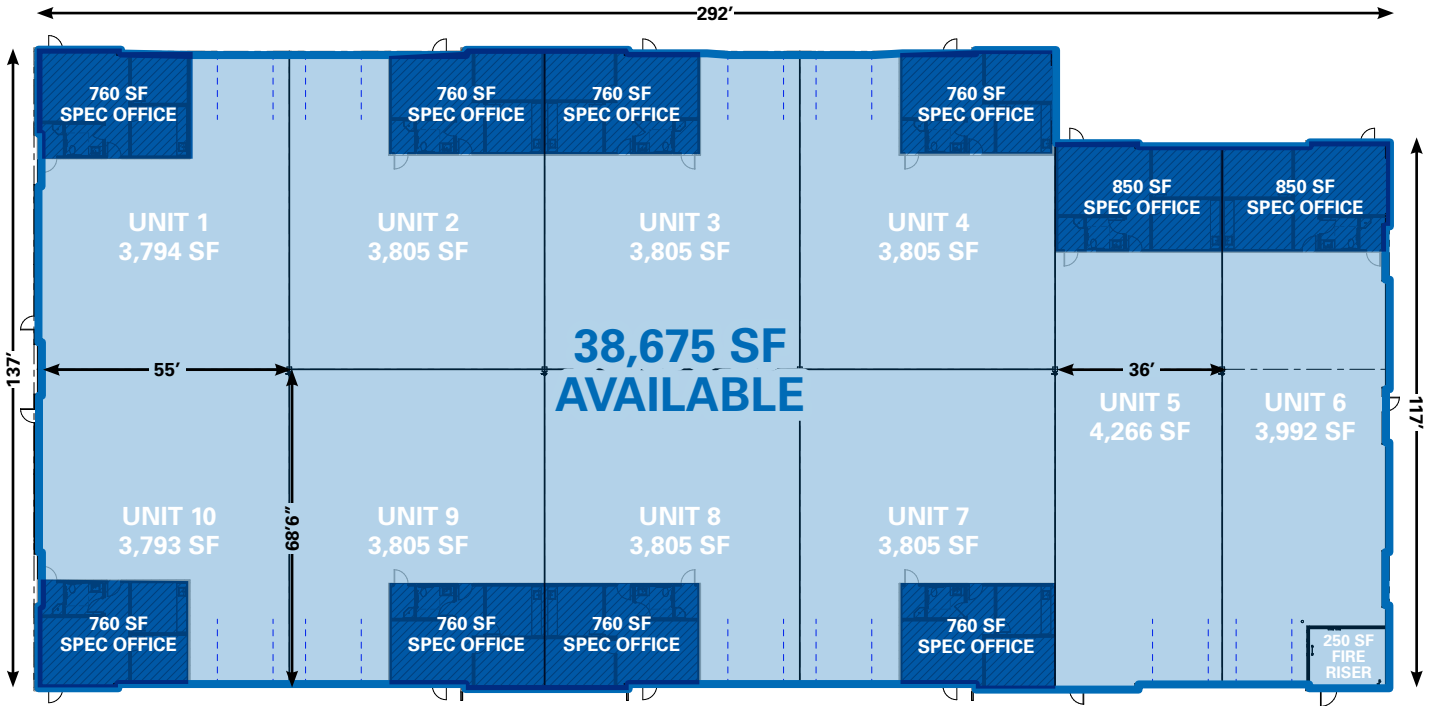 292'
760 SF
SPEC OFFICE
760 SF
SPEC OFFICE
760 SF
SPEC OFFICE
760 SF
SPEC OFFICE
850 SF
SPEC OFFICE
850 SF
SPEC OFFICE
UNIT 1
3,794 SF
UNIT 2
3,805 SF
UNIT 3
3,805 SF
UNIT 4
3,805 SF
137'
55'
38,675 SF
AVAILABLE
36'
117'
UNIT 5
4,266 SF
UNIT 6
3,992 SF
68'6"
UNIT 10
3,793 SF
UNIT 9
3,805 SF
UNIT 8
3,805 SF
UNIT 7
3,805 SF
760 SF
SPEC OFFICE
760 SF
SPEC OFFICE
760 SF
SPEC OFFICE
760 SF
SPEC OFFICE
250 SF
FIRE
RISER